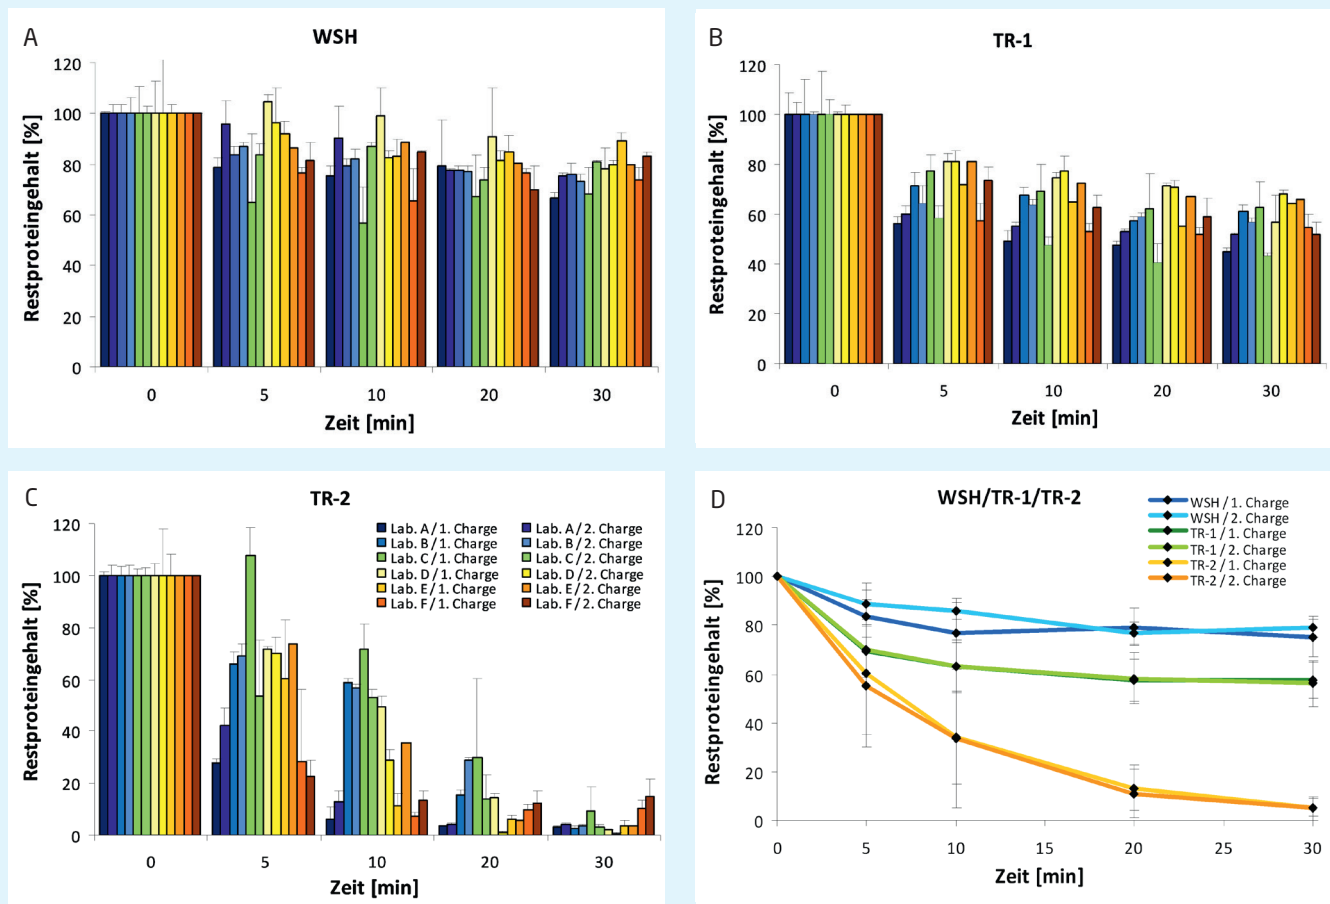 A
WSH
Restproteingehalt [%]
120
100
80
60
40
20
0
0 5 10 20 30
Zeit [min]
B
TR-1
Restproteingehalt [%]
120
100
80
60
40
20
0
0 5 10 20 30
Zeit [min]
C
TR-2
Lab. A / 1. Charge Lab. A / 2. Charge
Lab. B / 1. Charge Lab. B / 2. Charge
Lab. C / 1. Charge Lab. C / 2. Charge
Lab. D / 1. Charge Lab. D / 2. Charge
Lab. E / 1. Charge Lab. E / 2. Charge
Lab. F / 1. Charge Lab. F / 2. Charge
Restproteingehalt [%]
120
100
80
60
40
20
0
0 5 10 20 30
Zeit [min]
D
WSH/TR-1/TR-2
WSH / 1. Charge
WSH / 2. Charge
TR-1 / 1. Charge
TR-1 / 2. Charge
TR-2 / 1. Charge
TR-2 / 2. Charge
Restproteingehalt [%]
120
100
80
60
40
20
0
0 5 10 15 20 25 30
Zeit [min]